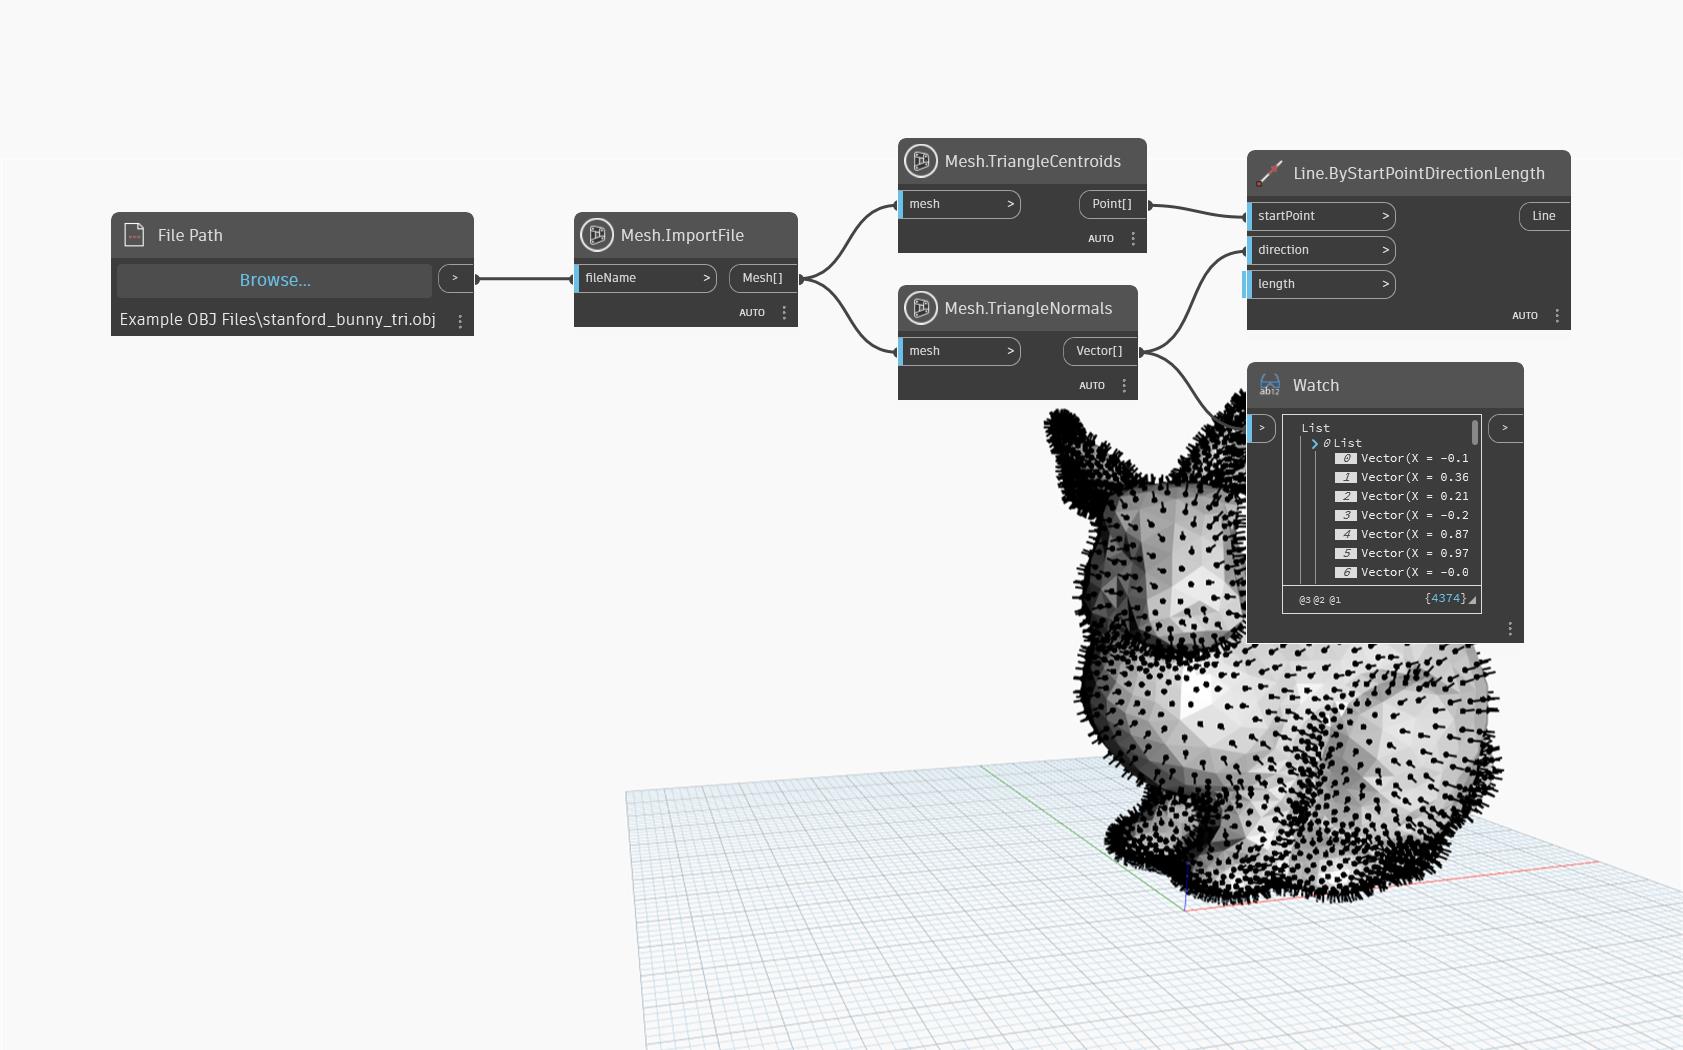 File Path
Browse...
>
Example OBJ Files\stanford_bunny_tri.obj
Mesh.ImportFile
fileName >
Mesh[]
AUTO
Mesh.TriangleCentroids
mesh >
Point[]
AUTO
Mesh.TriangleNormals
mesh >
Vector[]
AUTO
Line.ByStartPointDirectionLength
startPoint >
Line
direction >
length >
AUTO
ab12
Watch
>
>
List
0 List
0 Vector(X = -0.1
1 Vector(X = 0.36
2 Vector(X = 0.21
3 Vector(X = -0.2
4 Vector(X = 0.87
5 Vector(X = 0.97
6 Vector(X = -0.0
@3 @2 @1
{4374}